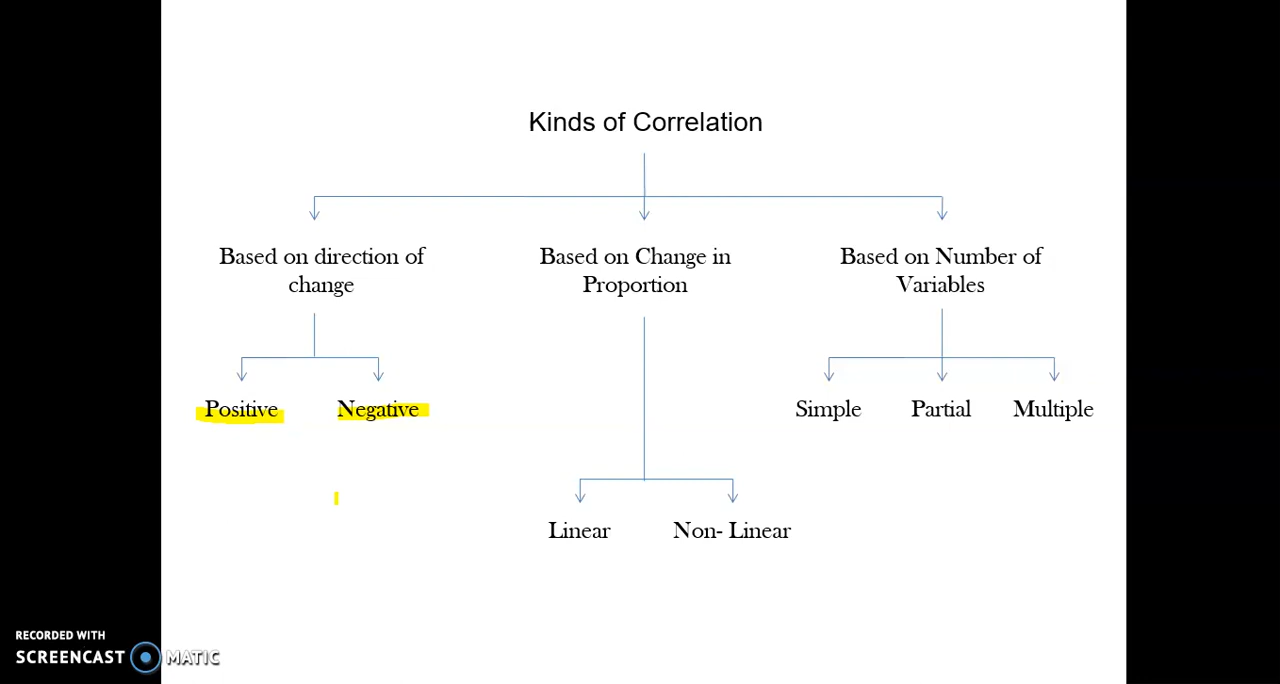 Kinds of Correlation
Based on direction of
change
Based on Change in
Proportion
Based on Number of
Variables
Positive
Negative
Simple
Partial
Multiple
Linear
Non- Linear
RECORDED WITH
SCREENCAST MATIC